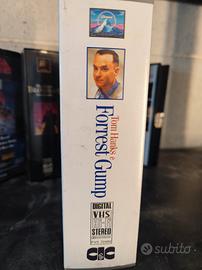 Tom Hanks è
Forrest Gump
DIGITAL
VHS
STEREO
CIC
subito